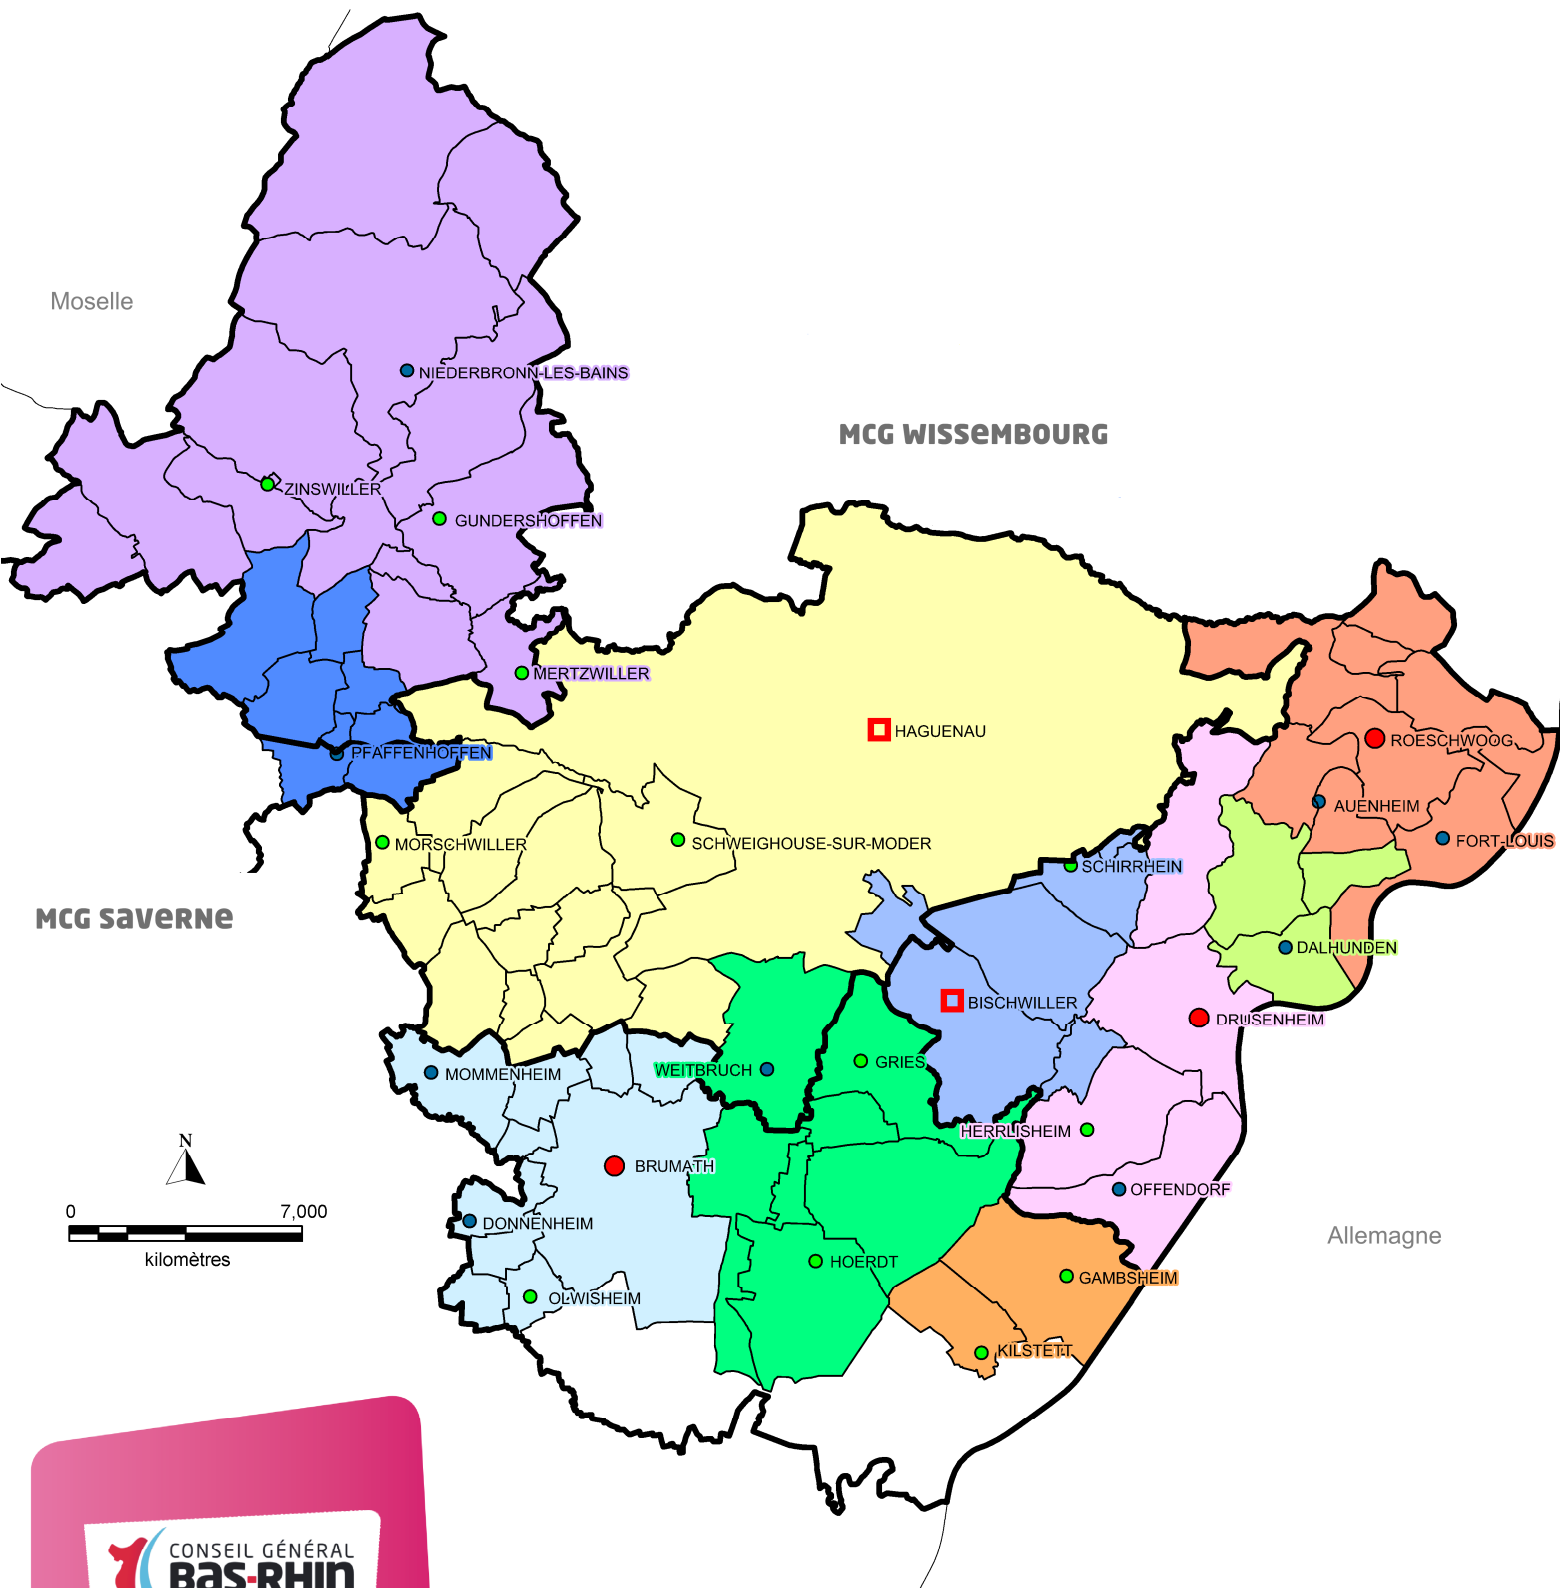 Moselle
NIEDERBRONN-LES-BAINS
MCG WISSEMBOURG
ZINSWILLER
GUNDERSHOFFEN
MERTZWILLER
HAGUENAU
ROESCHWOOG
PFAFFENHOFFEN
AUENHEIM
FORT-LOUIS
MORSCHWILLER
SCHWEIGHOUSE-SUR-MODER
SCHIRRHEIN
MCG SAVERNE
DALHUNDEN
BISCHWILLER
DRUSENHEIM
MOMMENHEIM
WEITBRUCH
GRIES
HERRLISHEIM
N
BRUMATH
OFFENDORF
0 7,000
kilomètres
DONNENHEIM
Allemagne
HOERDT
GAMBSHEIM
OLWISHEIM
KILSTETT
CONSEIL GÉNÉRAL
BAS-RHIN